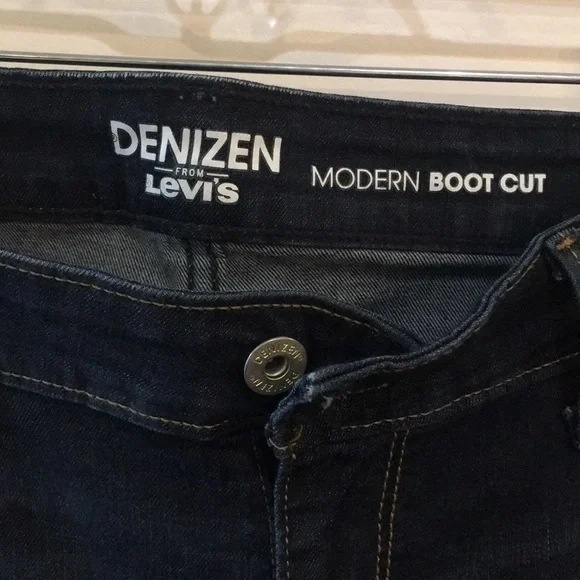 DENIZEN
FROM
Levi's
MODERN BOOT CUT
DENIZEN